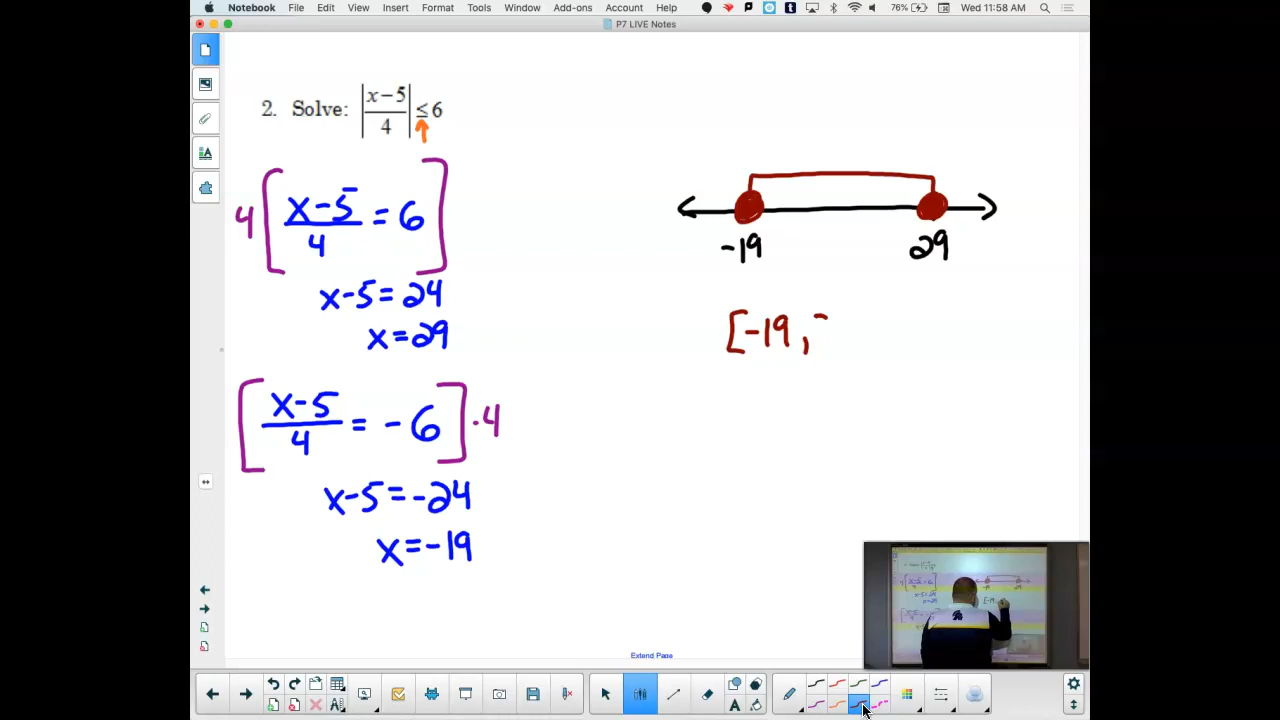 Notebook File Edit View Insert Format Tools Window Add-ons Account Help 76% Wed 11:58 AM
P7 LIVE Notes
2. Solve: |x-5/4| ≤ 6
4[x-5/4 = 6]
x-5=24
x=29
[x-5/4 = -6]·4
x-5=-24
x=-19
-19 29
[-19,
Extend Page